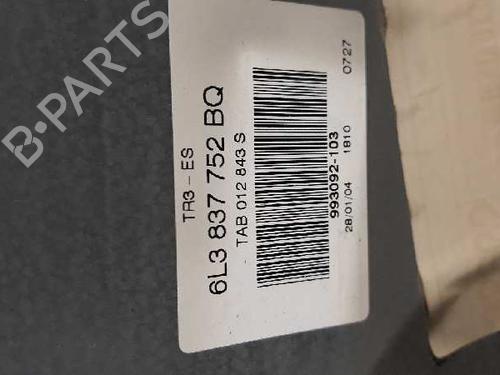 B-PARTS
TR3 - ES
6L3 837 752 BQ
TAB 012 843 S
993092-103
28/01/04 1810 0727